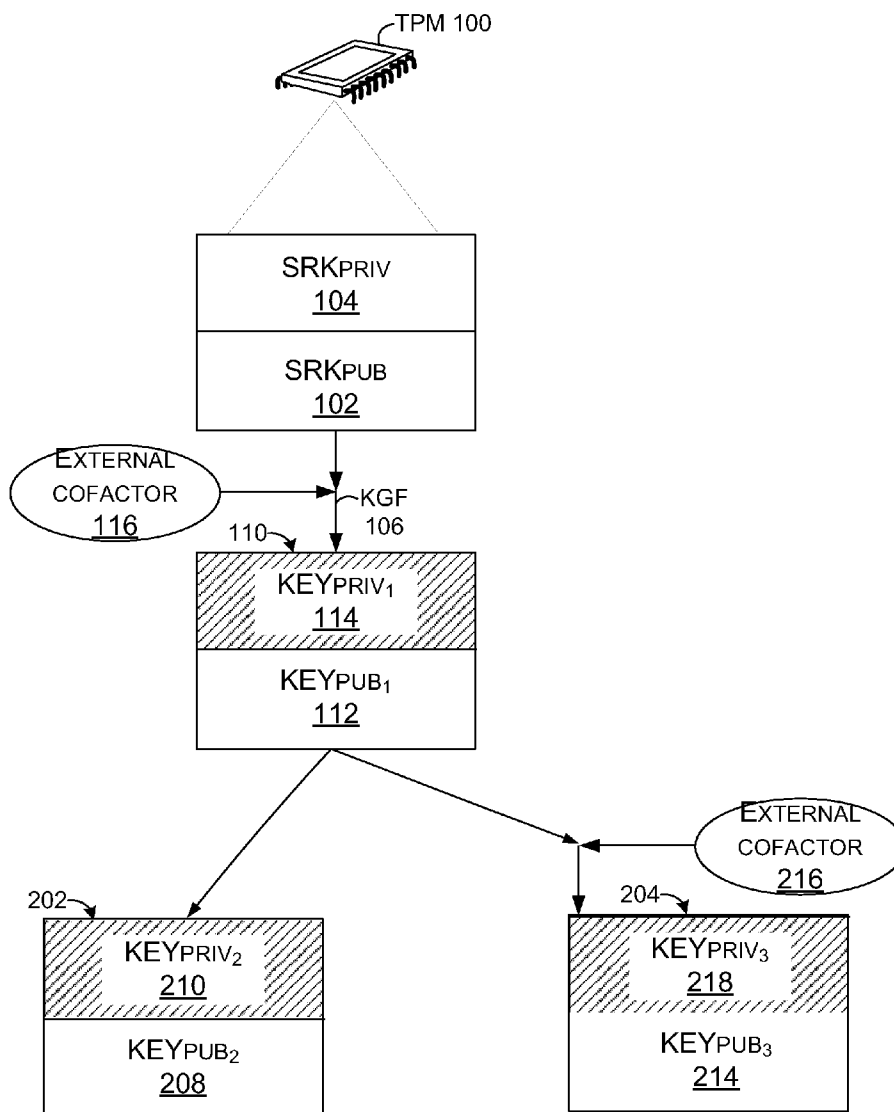 TPM 100
SRKPRIV
104
SRKPUB
102
EXTERNAL
COFACTOR
116
KGF
106
110
KEYPRIV₁
114
KEYPUB₁
112
EXTERNAL
COFACTOR
216
202
KEYPRIV₂
210
KEYPUB₂
208
204
KEYPRIV₃
218
KEYPUB₃
214